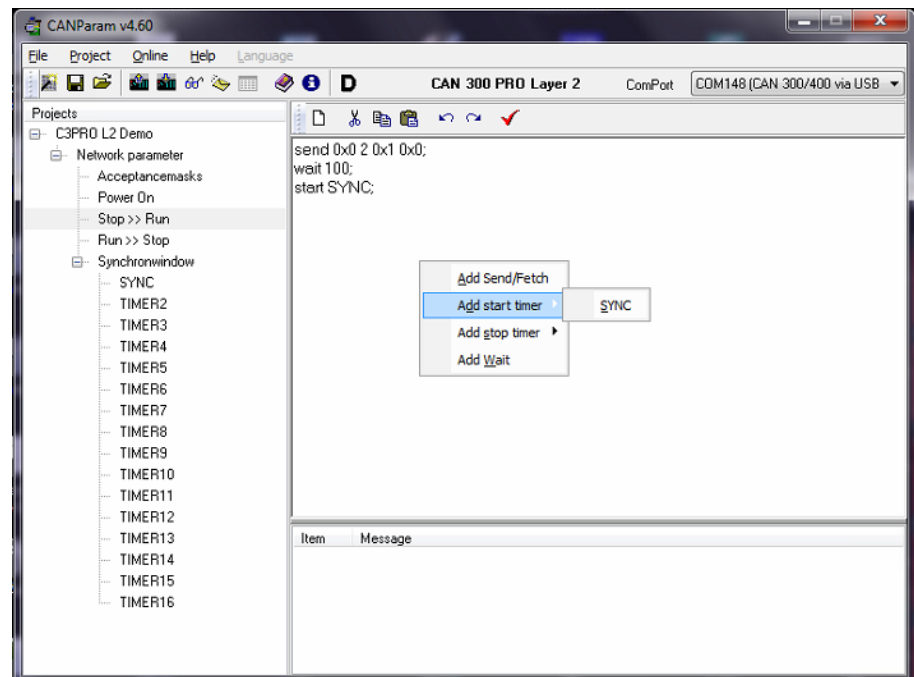 CANParam v4.60
File Project Online Help Language
D CAN 300 PRO Layer 2 ComPort COM148 (CAN 300/400 via USB
Projects
C3PRO L2 Demo
Network parameter
Acceptancemasks
Power On
Stop >> Run
Run >> Stop
Synchronwindow
SYNC
TIMER2
TIMER3
TIMER4
TIMER5
TIMER6
TIMER7
TIMER8
TIMER9
TIMER10
TIMER11
TIMER12
TIMER13
TIMER14
TIMER15
TIMER16
send 0x0 2 0x1 0x0;
wait 100;
start SYNC;
Add Send/Fetch
Add start timer
SYNC
Add stop timer
Add Wait
Item Message